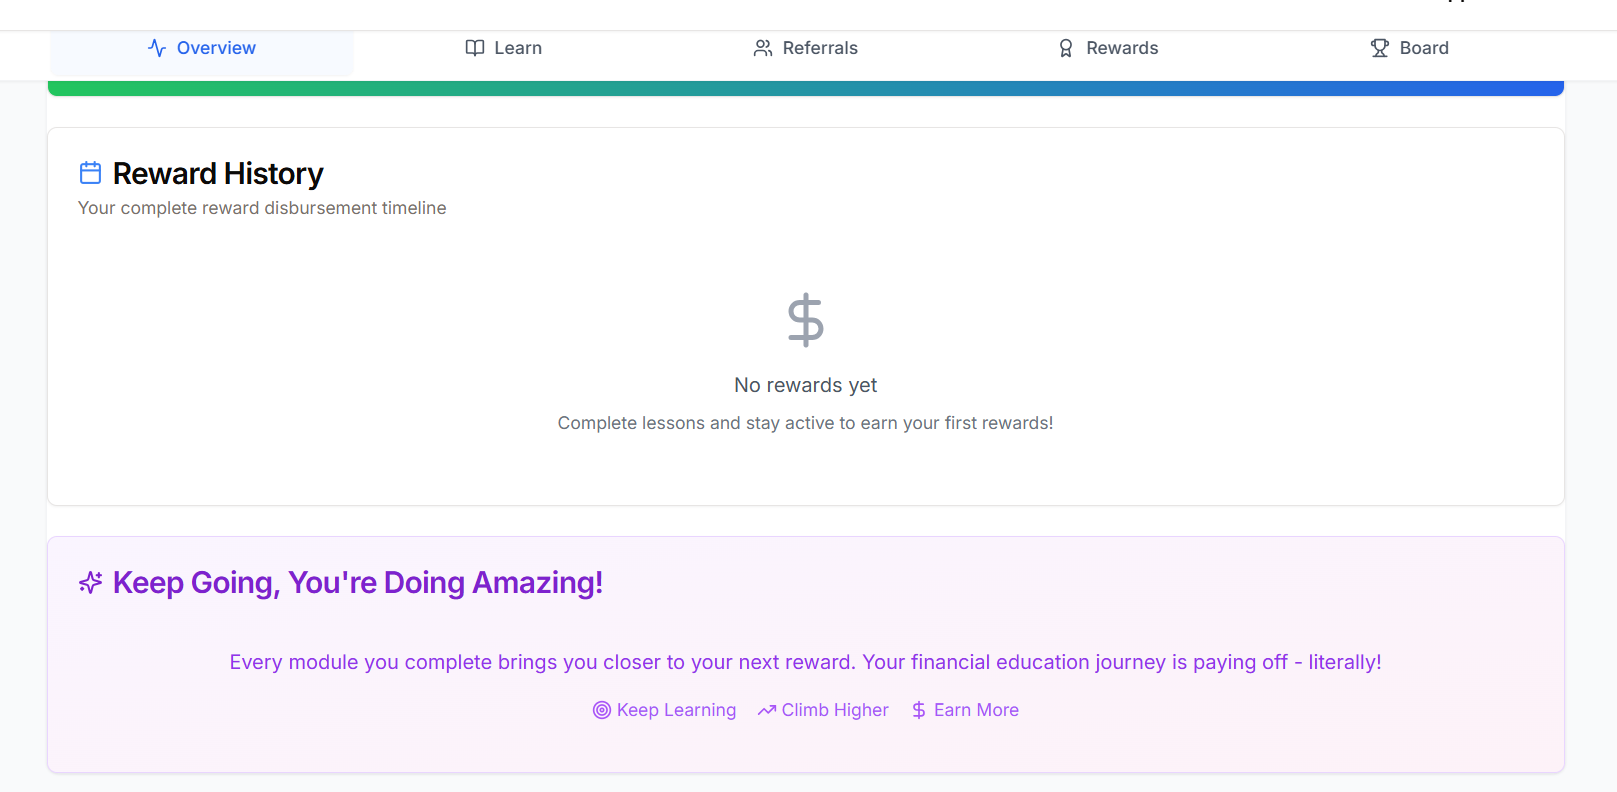 Overview
Learn
Referrals
Rewards
Board
Reward History
Your complete reward disbursement timeline
No rewards yet
Complete lessons and stay active to earn your first rewards!
Keep Going, You're Doing Amazing!
Every module you complete brings you closer to your next reward. Your financial education journey is paying off - literally!
Keep Learning
Climb Higher
Earn More